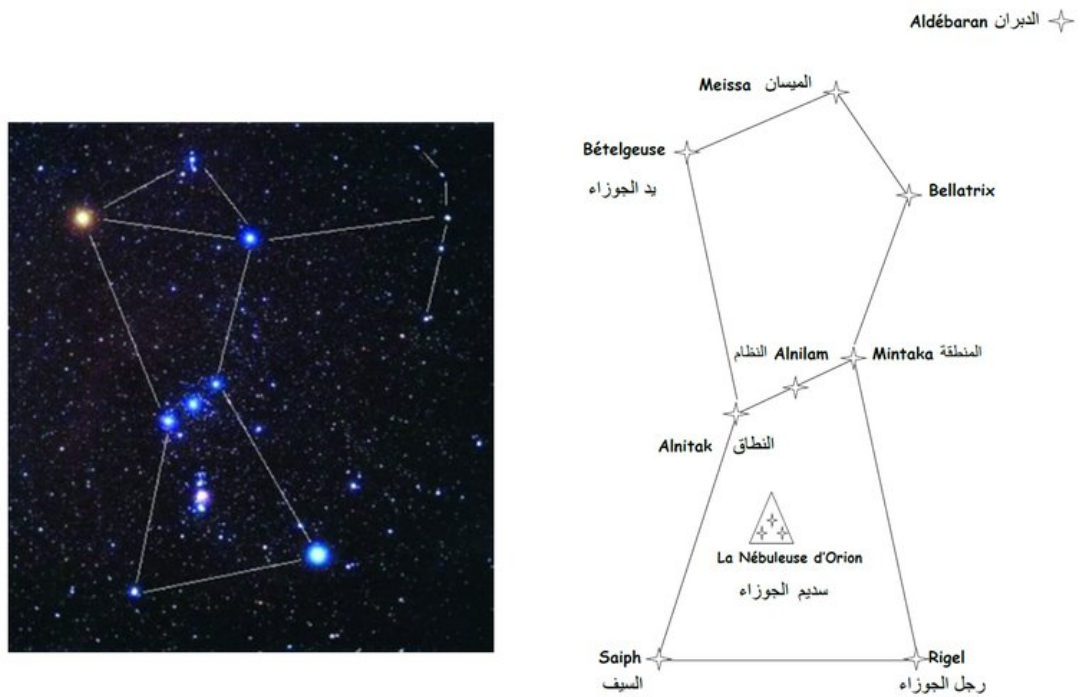 Aldébaran الدبران
Meissa الميسان
Bételgeuse
يد الجوزاء
Bellatrix
النظام Alnilam
Mintaka المنطقة
Alnitak النطاق
La Nébuleuse d'Orion
سديم الجوزاء
Saiph
السيف
Rigel
رجل الجوزاء